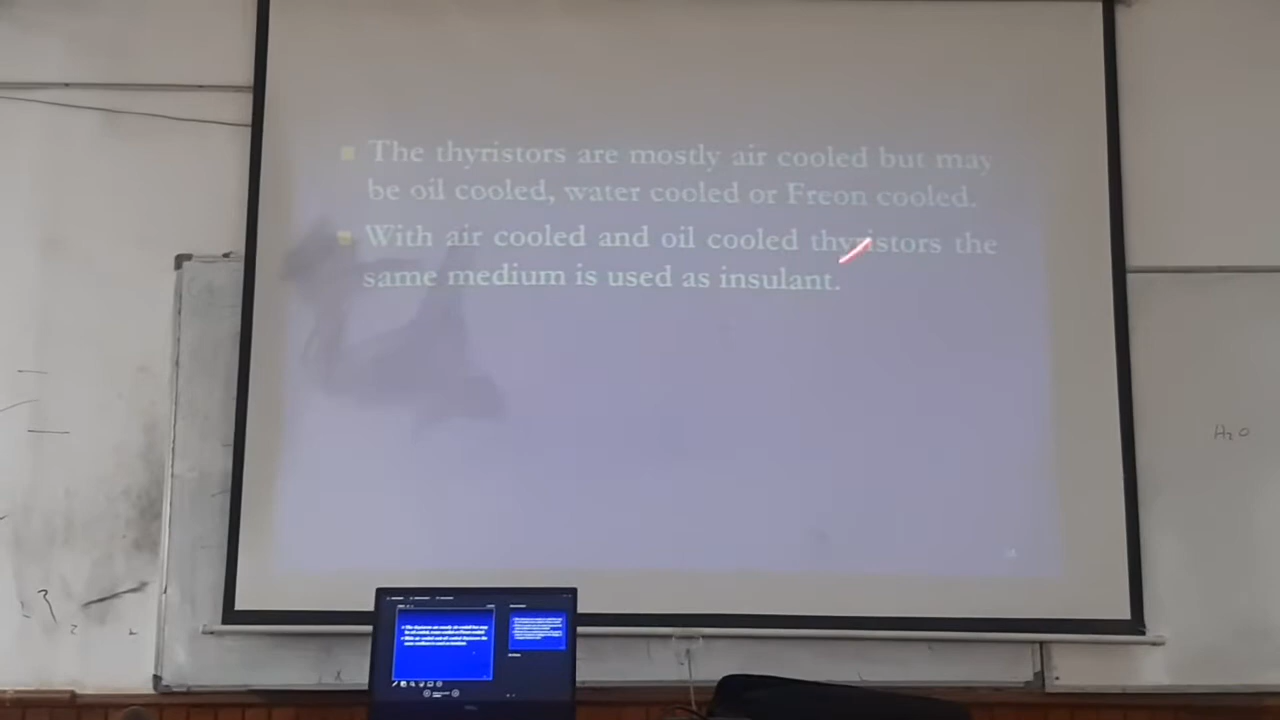 The thyristors are mostly air cooled but may
be oil cooled, water cooled or Freon cooled.
With air cooled and oil cooled thyristors the
same medium is used as insulant.
H₂O